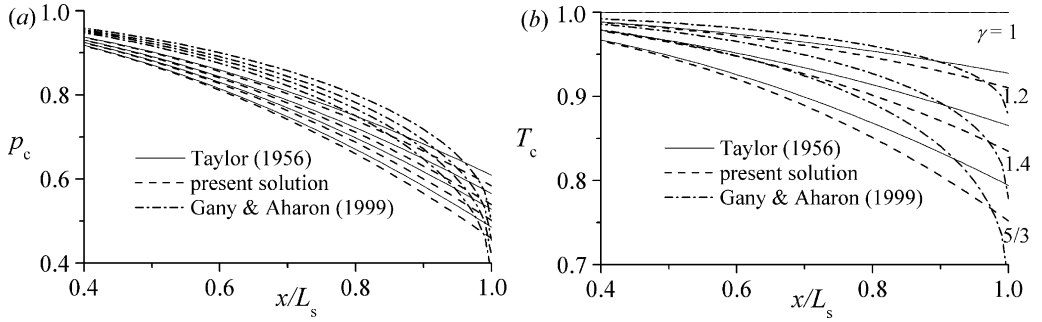 (a)
1.0
0.8
p_c
0.6
0.4
Taylor (1956)
present solution
Gany & Aharon (1999)
0.4 0.6 0.8 1.0
x/L_s
(b)
1.0
0.9
T_c
0.8
0.7
γ = 1
1.2
1.4
5/3
Taylor (1956)
present solution
Gany & Aharon (1999)
0.4 0.6 0.8 1.0
x/L_s